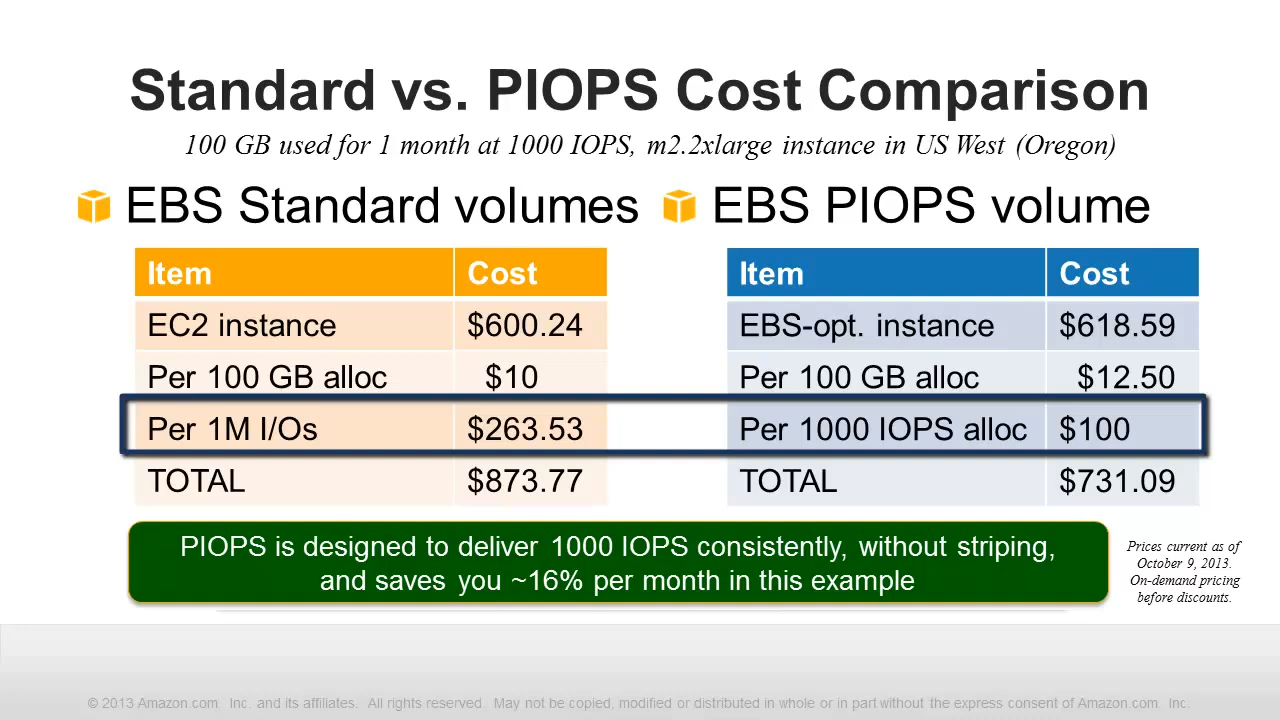 Standard vs. PIOPS Cost Comparison
100 GB used for 1 month at 1000 IOPS, m2.2xlarge instance in US West (Oregon)
EBS Standard volumes
Item Cost
EC2 instance $600.24
Per 100 GB alloc $10
Per 1M I/Os $263.53
TOTAL $873.77
EBS PIOPS volume
Item Cost
EBS-opt. instance $618.59
Per 100 GB alloc $12.50
Per 1000 IOPS alloc $100
TOTAL $731.09
PIOPS is designed to deliver 1000 IOPS consistently, without striping,
and saves you ~16% per month in this example
Prices current as of
October 9, 2013.
On-demand pricing
before discounts.
© 2013 Amazon.com. Inc. and its affiliates. All rights reserved. May not be copied, modified or distributed in whole or in part without the express consent of Amazon.com. Inc.